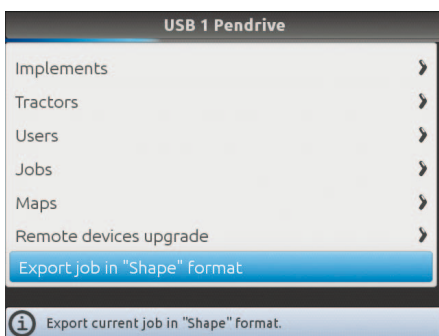 USB 1 Pendrive
Implements
Tractors
Users
Jobs
Maps
Remote devices upgrade
Export job in "Shape" format
Export current job in "Shape" format.